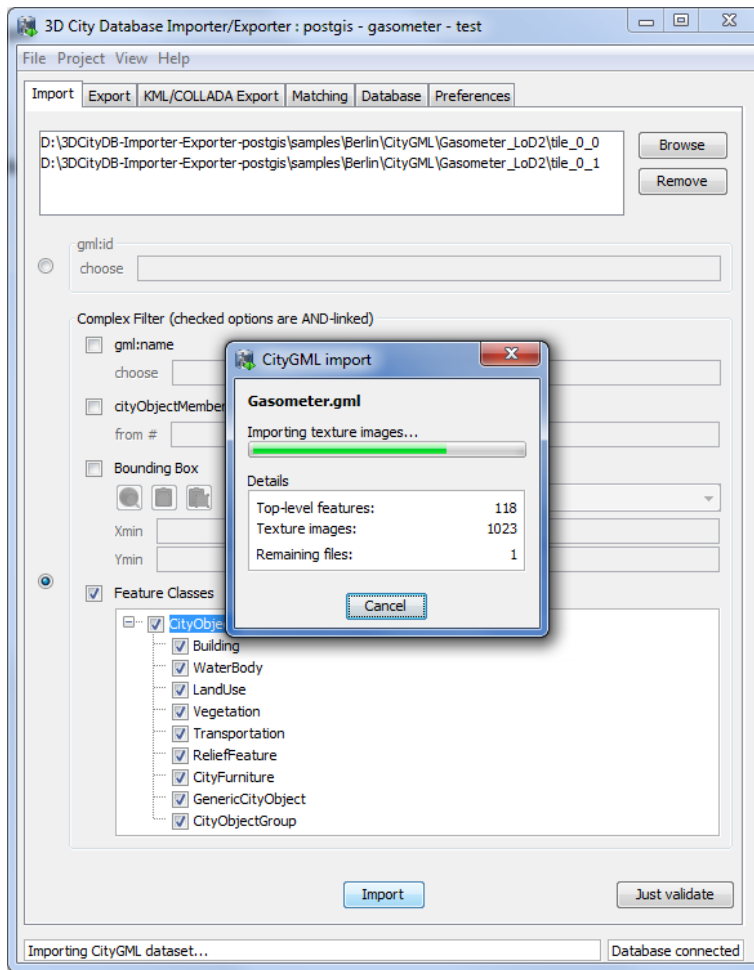 3D City Database Importer/Exporter : postgis - gasometer - test
File Project View Help
Import Export KML/COLLADA Export Matching Database Preferences
D:\3DCityDB-Importer-Exporter-postgis\samples\Berlin\CityGML\Gasometer_LoD2\tile_0_0
D:\3DCityDB-Importer-Exporter-postgis\samples\Berlin\CityGML\Gasometer_LoD2\tile_0_1
Browse
Remove
gml:id
choose
Complex Filter (checked options are AND-linked)
gml:name
choose
cityObjectMember
from #
Bounding Box
Xmin
Ymin
CityGML import
Gasometer.gml
Importing texture images...
Details
Top-level features: 118
Texture images: 1023
Remaining files: 1
Cancel
Feature Classes
CityObje
Building
WaterBody
LandUse
Vegetation
Transportation
ReliefFeature
CityFurniture
GenericCityObject
CityObjectGroup
Import Just validate
Importing CityGML dataset... Database connected